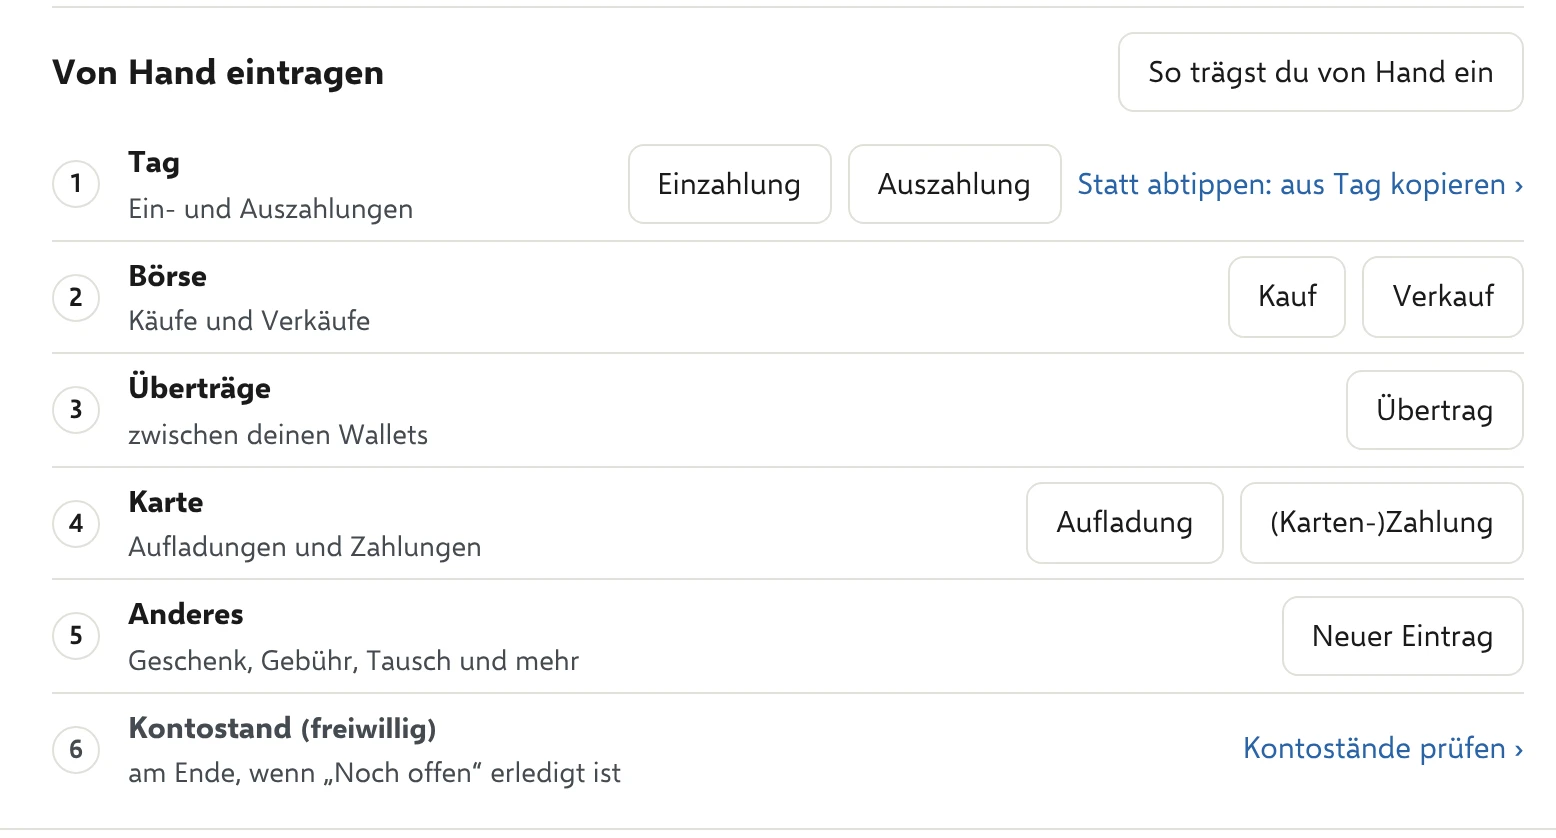 Von Hand eintragen
So trägst du von Hand ein
1
Tag
Ein- und Auszahlungen
Einzahlung
Auszahlung
Statt abtippen: aus Tag kopieren ›
2
Börse
Käufe und Verkäufe
Kauf
Verkauf
3
Überträge
zwischen deinen Wallets
Übertrag
4
Karte
Aufladungen und Zahlungen
Aufladung
(Karten-)Zahlung
5
Anderes
Geschenk, Gebühr, Tausch und mehr
Neuer Eintrag
6
Kontostand (freiwillig)
am Ende, wenn „Noch offen“ erledigt ist
Kontostände prüfen ›